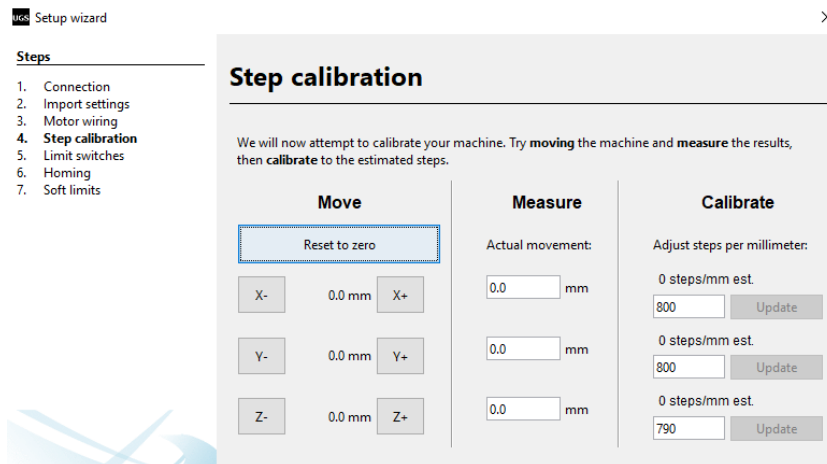 UGS Setup wizard
Steps
1. Connection
2. Import settings
3. Motor wiring
4. Step calibration
5. Limit switches
6. Homing
7. Soft limits
Step calibration
We will now attempt to calibrate your machine. Try moving the machine and measure the results,
then calibrate to the estimated steps.
Move
Reset to zero
X- 0.0 mm X+
Y- 0.0 mm Y+
Z- 0.0 mm Z+
Measure
Actual movement:
0.0 mm
0.0 mm
0.0 mm
Calibrate
Adjust steps per millimeter:
0 steps/mm est.
800 Update
0 steps/mm est.
800 Update
0 steps/mm est.
790 Update